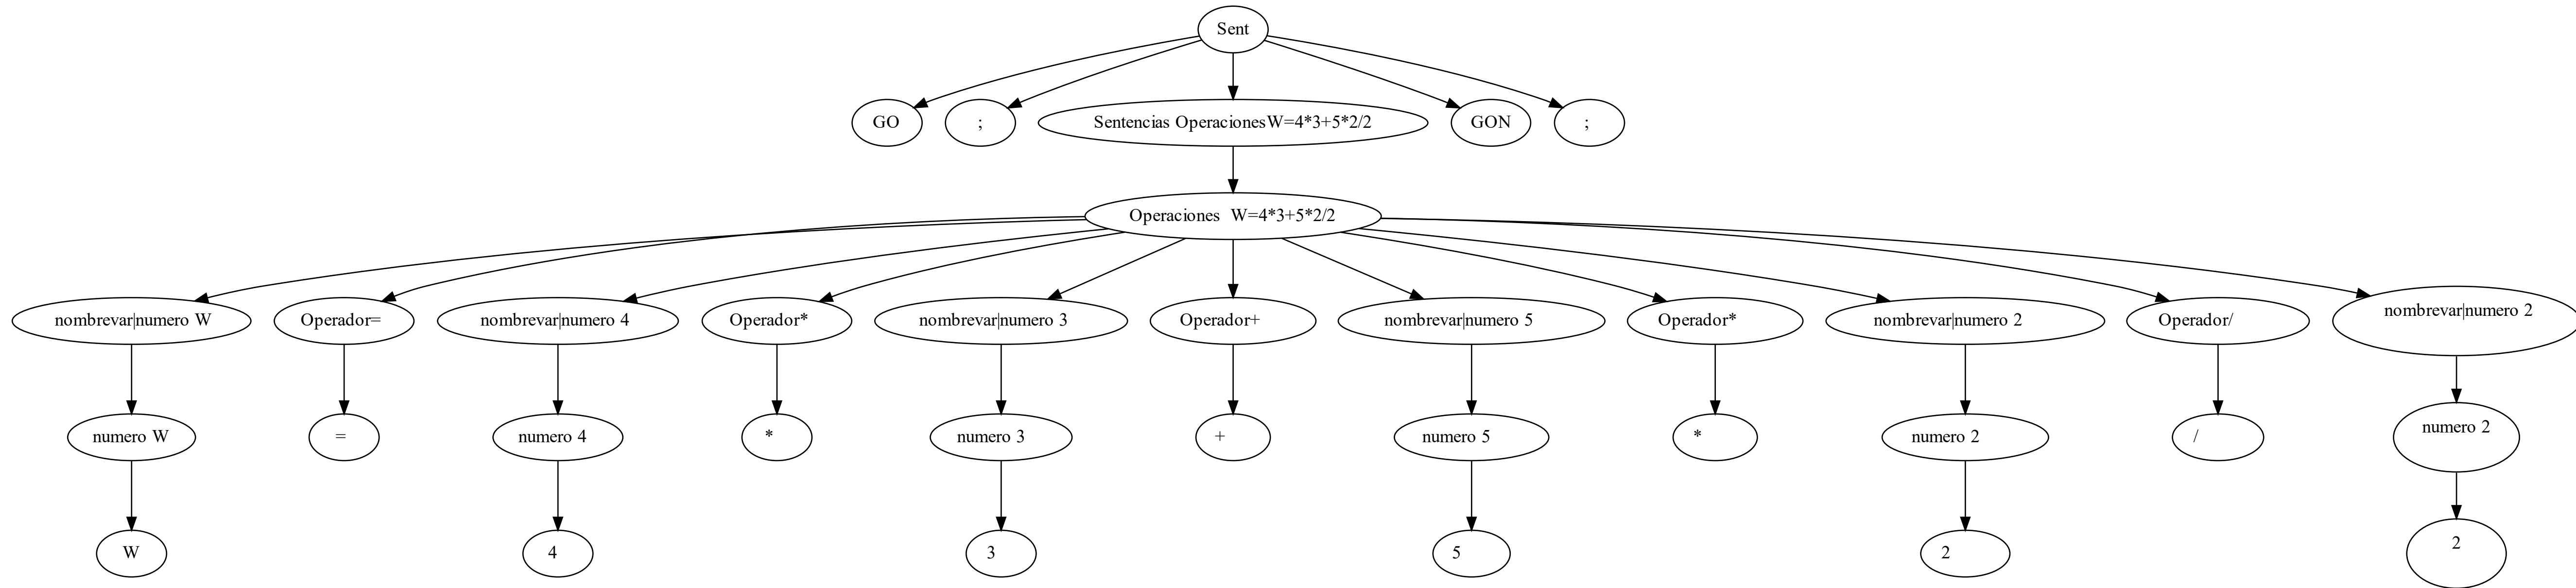 Sent
GO
;
Sentencias OperacionesW=4*3+5*2/2
GON
;
Operaciones  W=4*3+5*2/2
nombrevar|numero W
Operador=
nombrevar|numero 4
Operador*
nombrevar|numero 3
Operador+
nombrevar|numero 5
Operador*
nombrevar|numero 2
Operador/
nombrevar|numero 2
numero W
=
numero 4
*
numero 3
+
numero 5
*
numero 2
/
numero 2
W
4
3
5
2
2